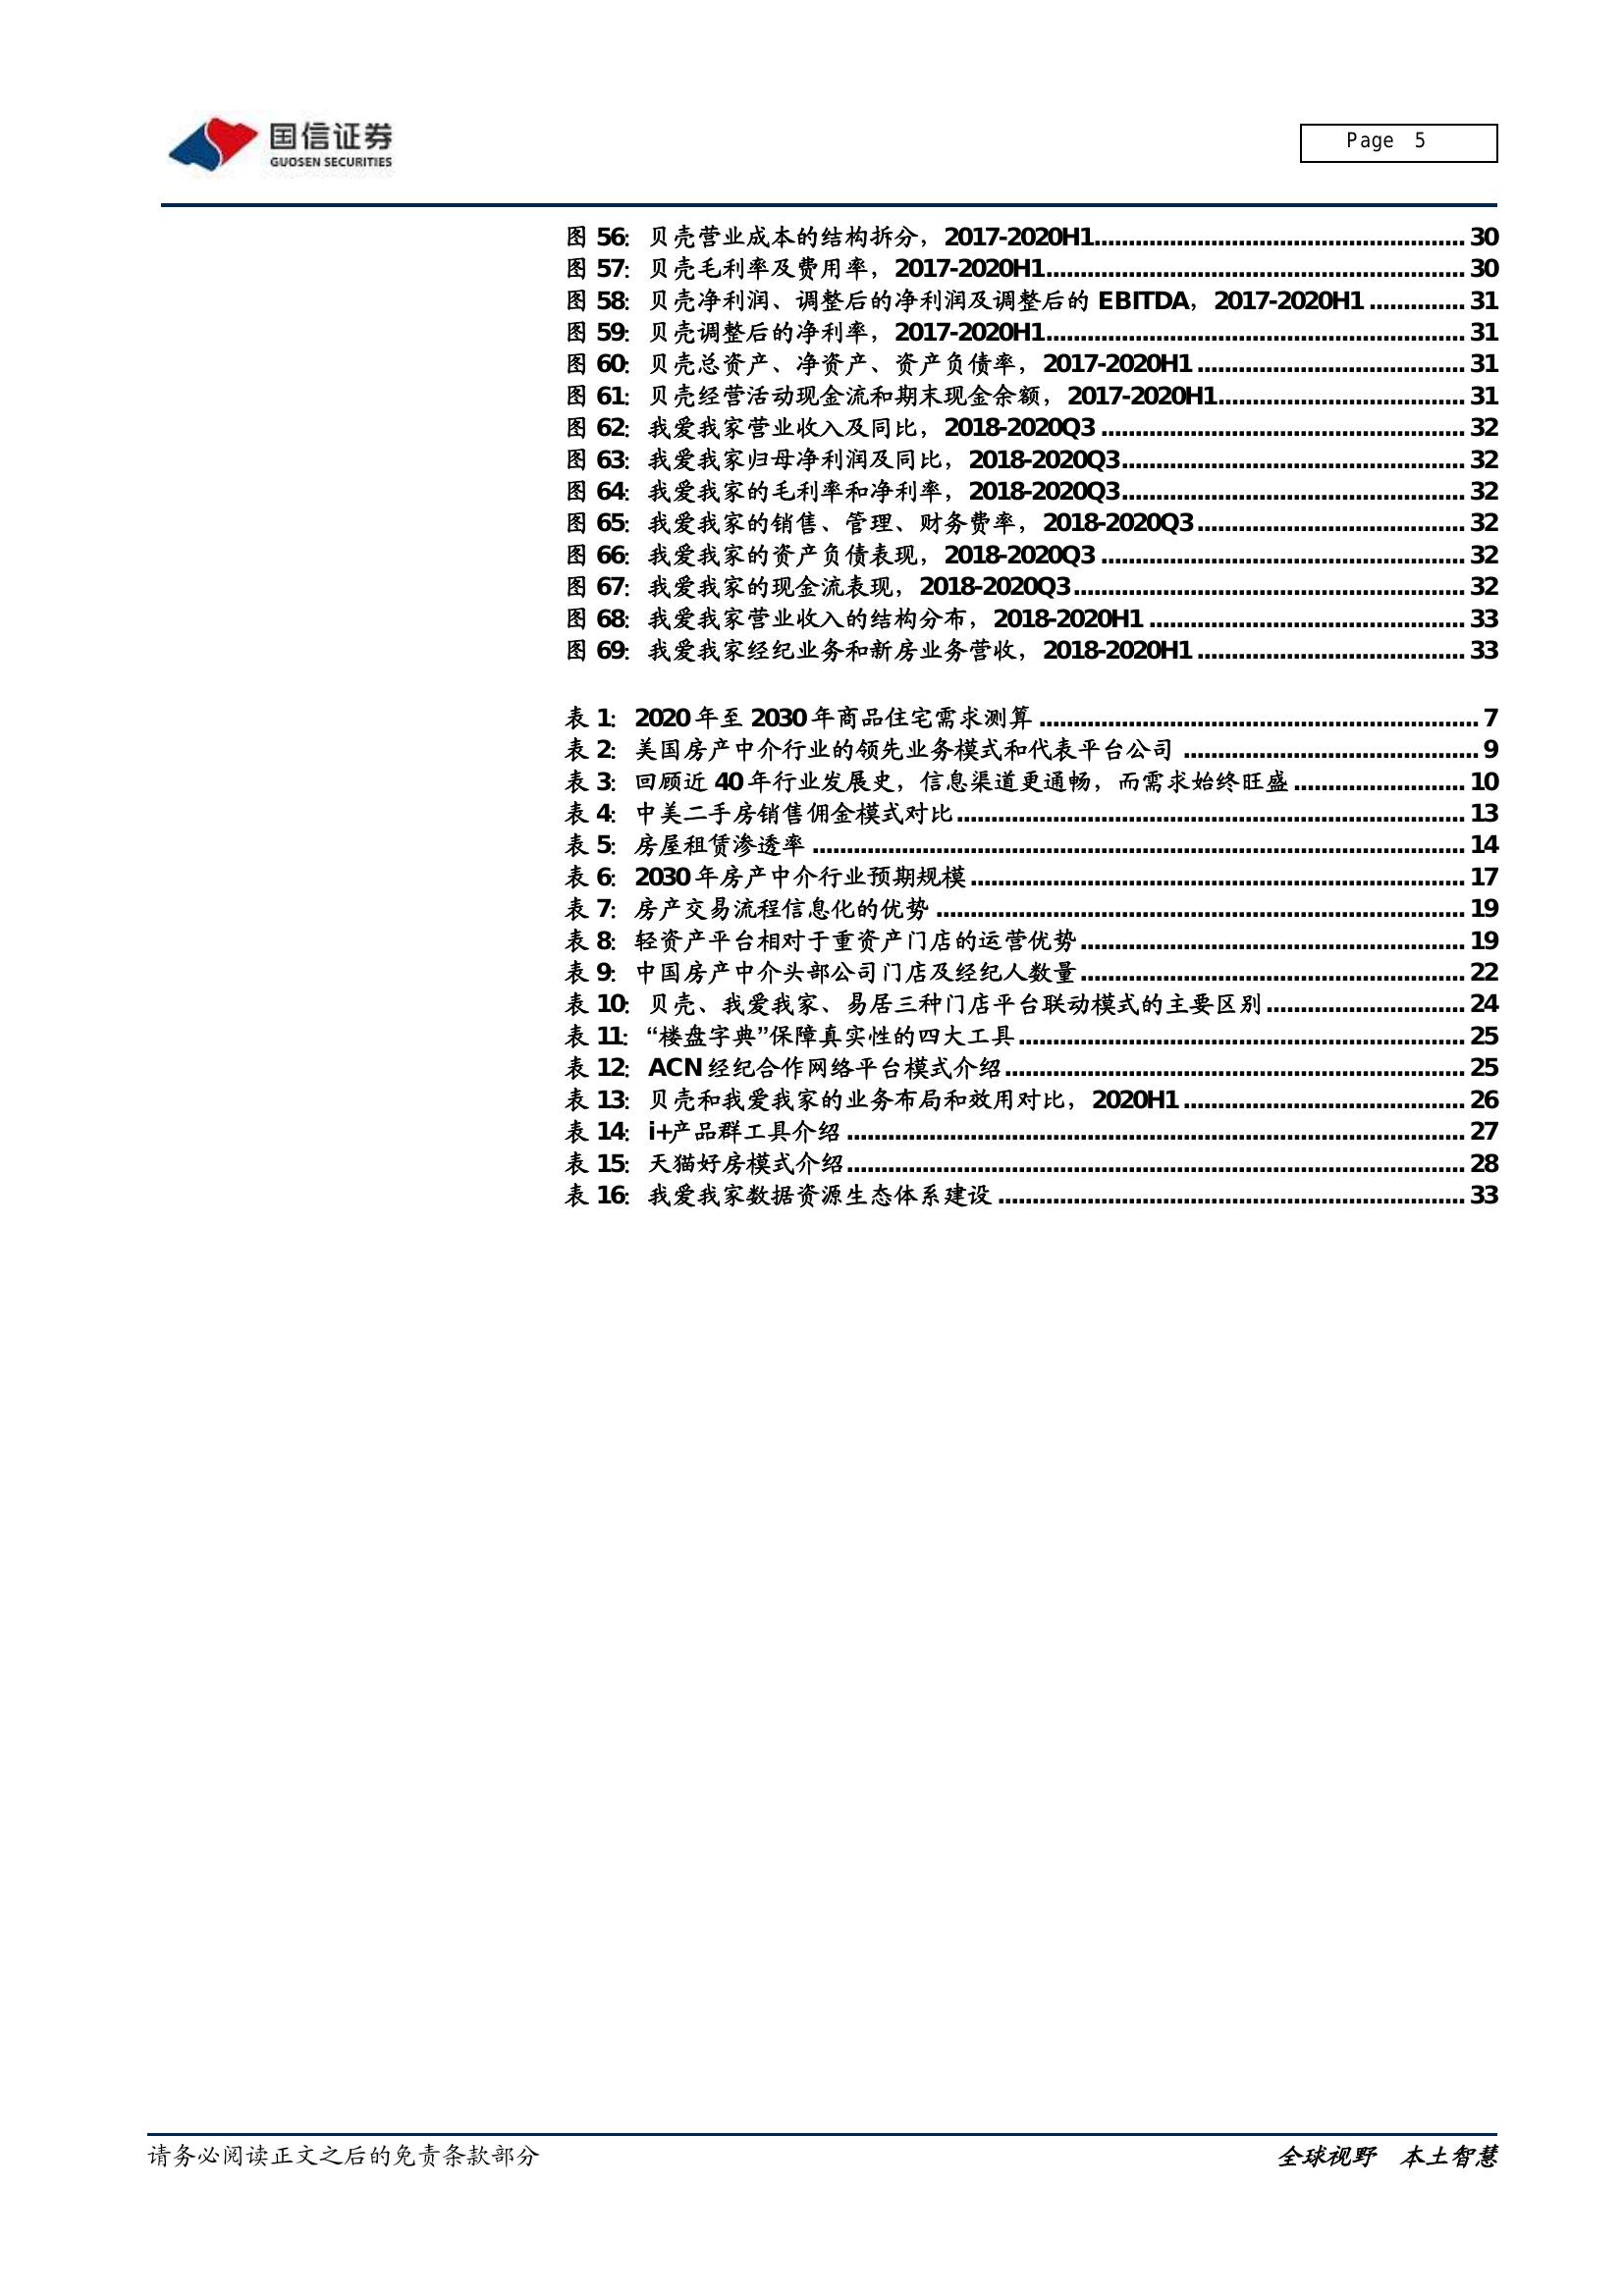 国信证券
GUOSEN SECURITIES
Page 5
图 56: 贝壳营业成本的结构拆分，2017-2020H1 30
图 57: 贝壳毛利率及费用率，2017-2020H1 30
图 58: 贝壳净利润、调整后的净利润及调整后的 EBITDA，2017-2020H1 31
图 59: 贝壳调整后的净利率，2017-2020H1 31
图 60: 贝壳总资产、净资产、资产负债率，2017-2020H1 31
图 61: 贝壳经营活动现金流和期末现金余额，2017-2020H1 31
图 62: 我爱我家营业收入及同比，2018-2020Q3 32
图 63: 我爱我家归母净利润及同比，2018-2020Q3 32
图 64: 我爱我家的毛利率和净利率，2018-2020Q3 32
图 65: 我爱我家的销售、管理、财务费率，2018-2020Q3 32
图 66: 我爱我家的资产负债表现，2018-2020Q3 32
图 67: 我爱我家的现金流表现，2018-2020Q3 32
图 68: 我爱我家营业收入的结构分布，2018-2020H1 33
图 69: 我爱我家经纪业务和新房业务营收，2018-2020H1 33
表 1: 2020 年至 2030 年商品住宅需求测算 7
表 2: 美国房产中介行业的领先业务模式和代表平台公司 9
表 3: 回顾近 40 年行业发展史，信息渠道更通畅，而需求始终旺盛 10
表 4: 中美二手房销售佣金模式对比 13
表 5: 房屋租赁渗透率 14
表 6: 2030 年房产中介行业预期规模 17
表 7: 房产交易流程信息化的优势 19
表 8: 轻资产平台相对于重资产门店的运营优势 19
表 9: 中国房产中介头部公司门店及经纪人数量 22
表 10: 贝壳、我爱我家、易居三种门店平台联动模式的主要区别 24
表 11: “楼盘字典”保障真实性的四大工具 25
表 12: ACN 经纪合作网络平台模式介绍 25
表 13: 贝壳和我爱我家的业务布局和效用对比，2020H1 26
表 14: i+产品群工具介绍 27
表 15: 天猫好房模式介绍 28
表 16: 我爱我家数据资源生态体系建设 33
请务必阅读正文之后的免责条款部分
全球视野 本土智慧